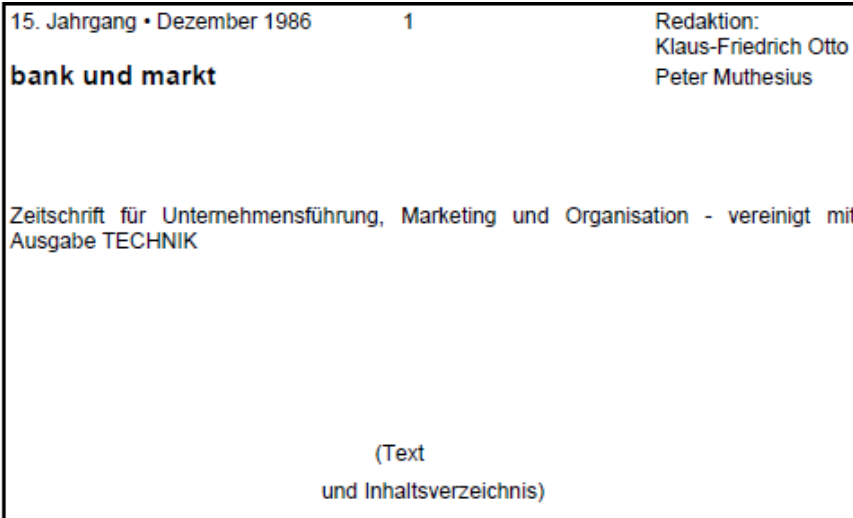 15. Jahrgang • Dezember 1986 1 Redaktion:
Klaus-Friedrich Otto
bank und markt Peter Muthesius
Zeitschrift für Unternehmensführung, Marketing und Organisation - vereinigt mit
Ausgabe TECHNIK
(Text
und Inhaltsverzeichnis)